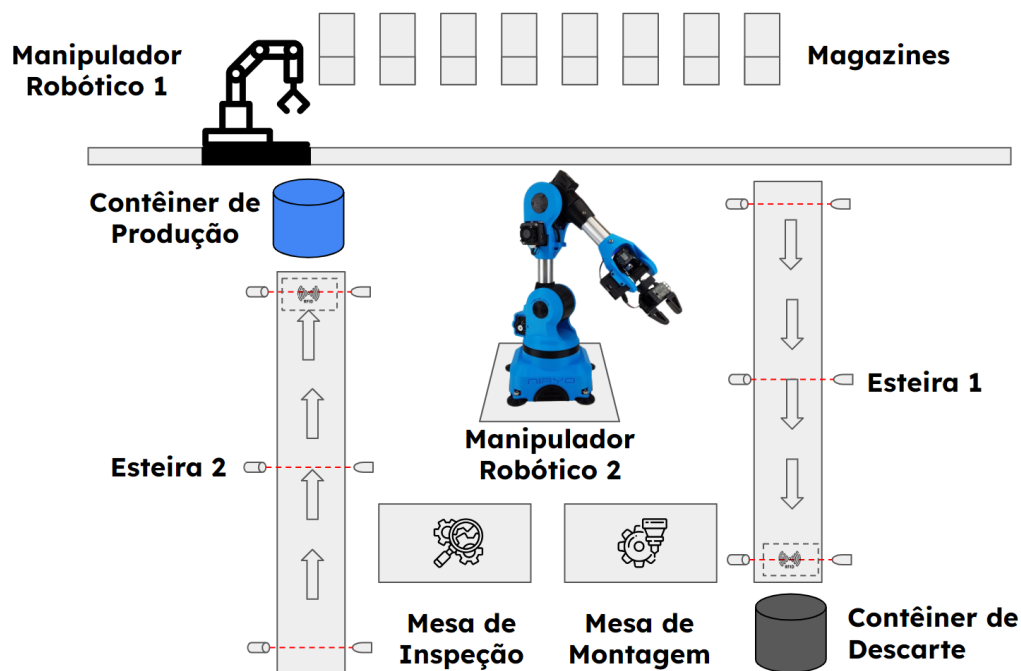 Manipulador
Robótico 1
Magazines
Contêiner de
Produção
RFID
Esteira 1
NIRYO
Manipulador
Robótico 2
Esteira 2
RFID
Mesa de
Inspeção
Mesa de
Montagem
Contêiner de
Descarte